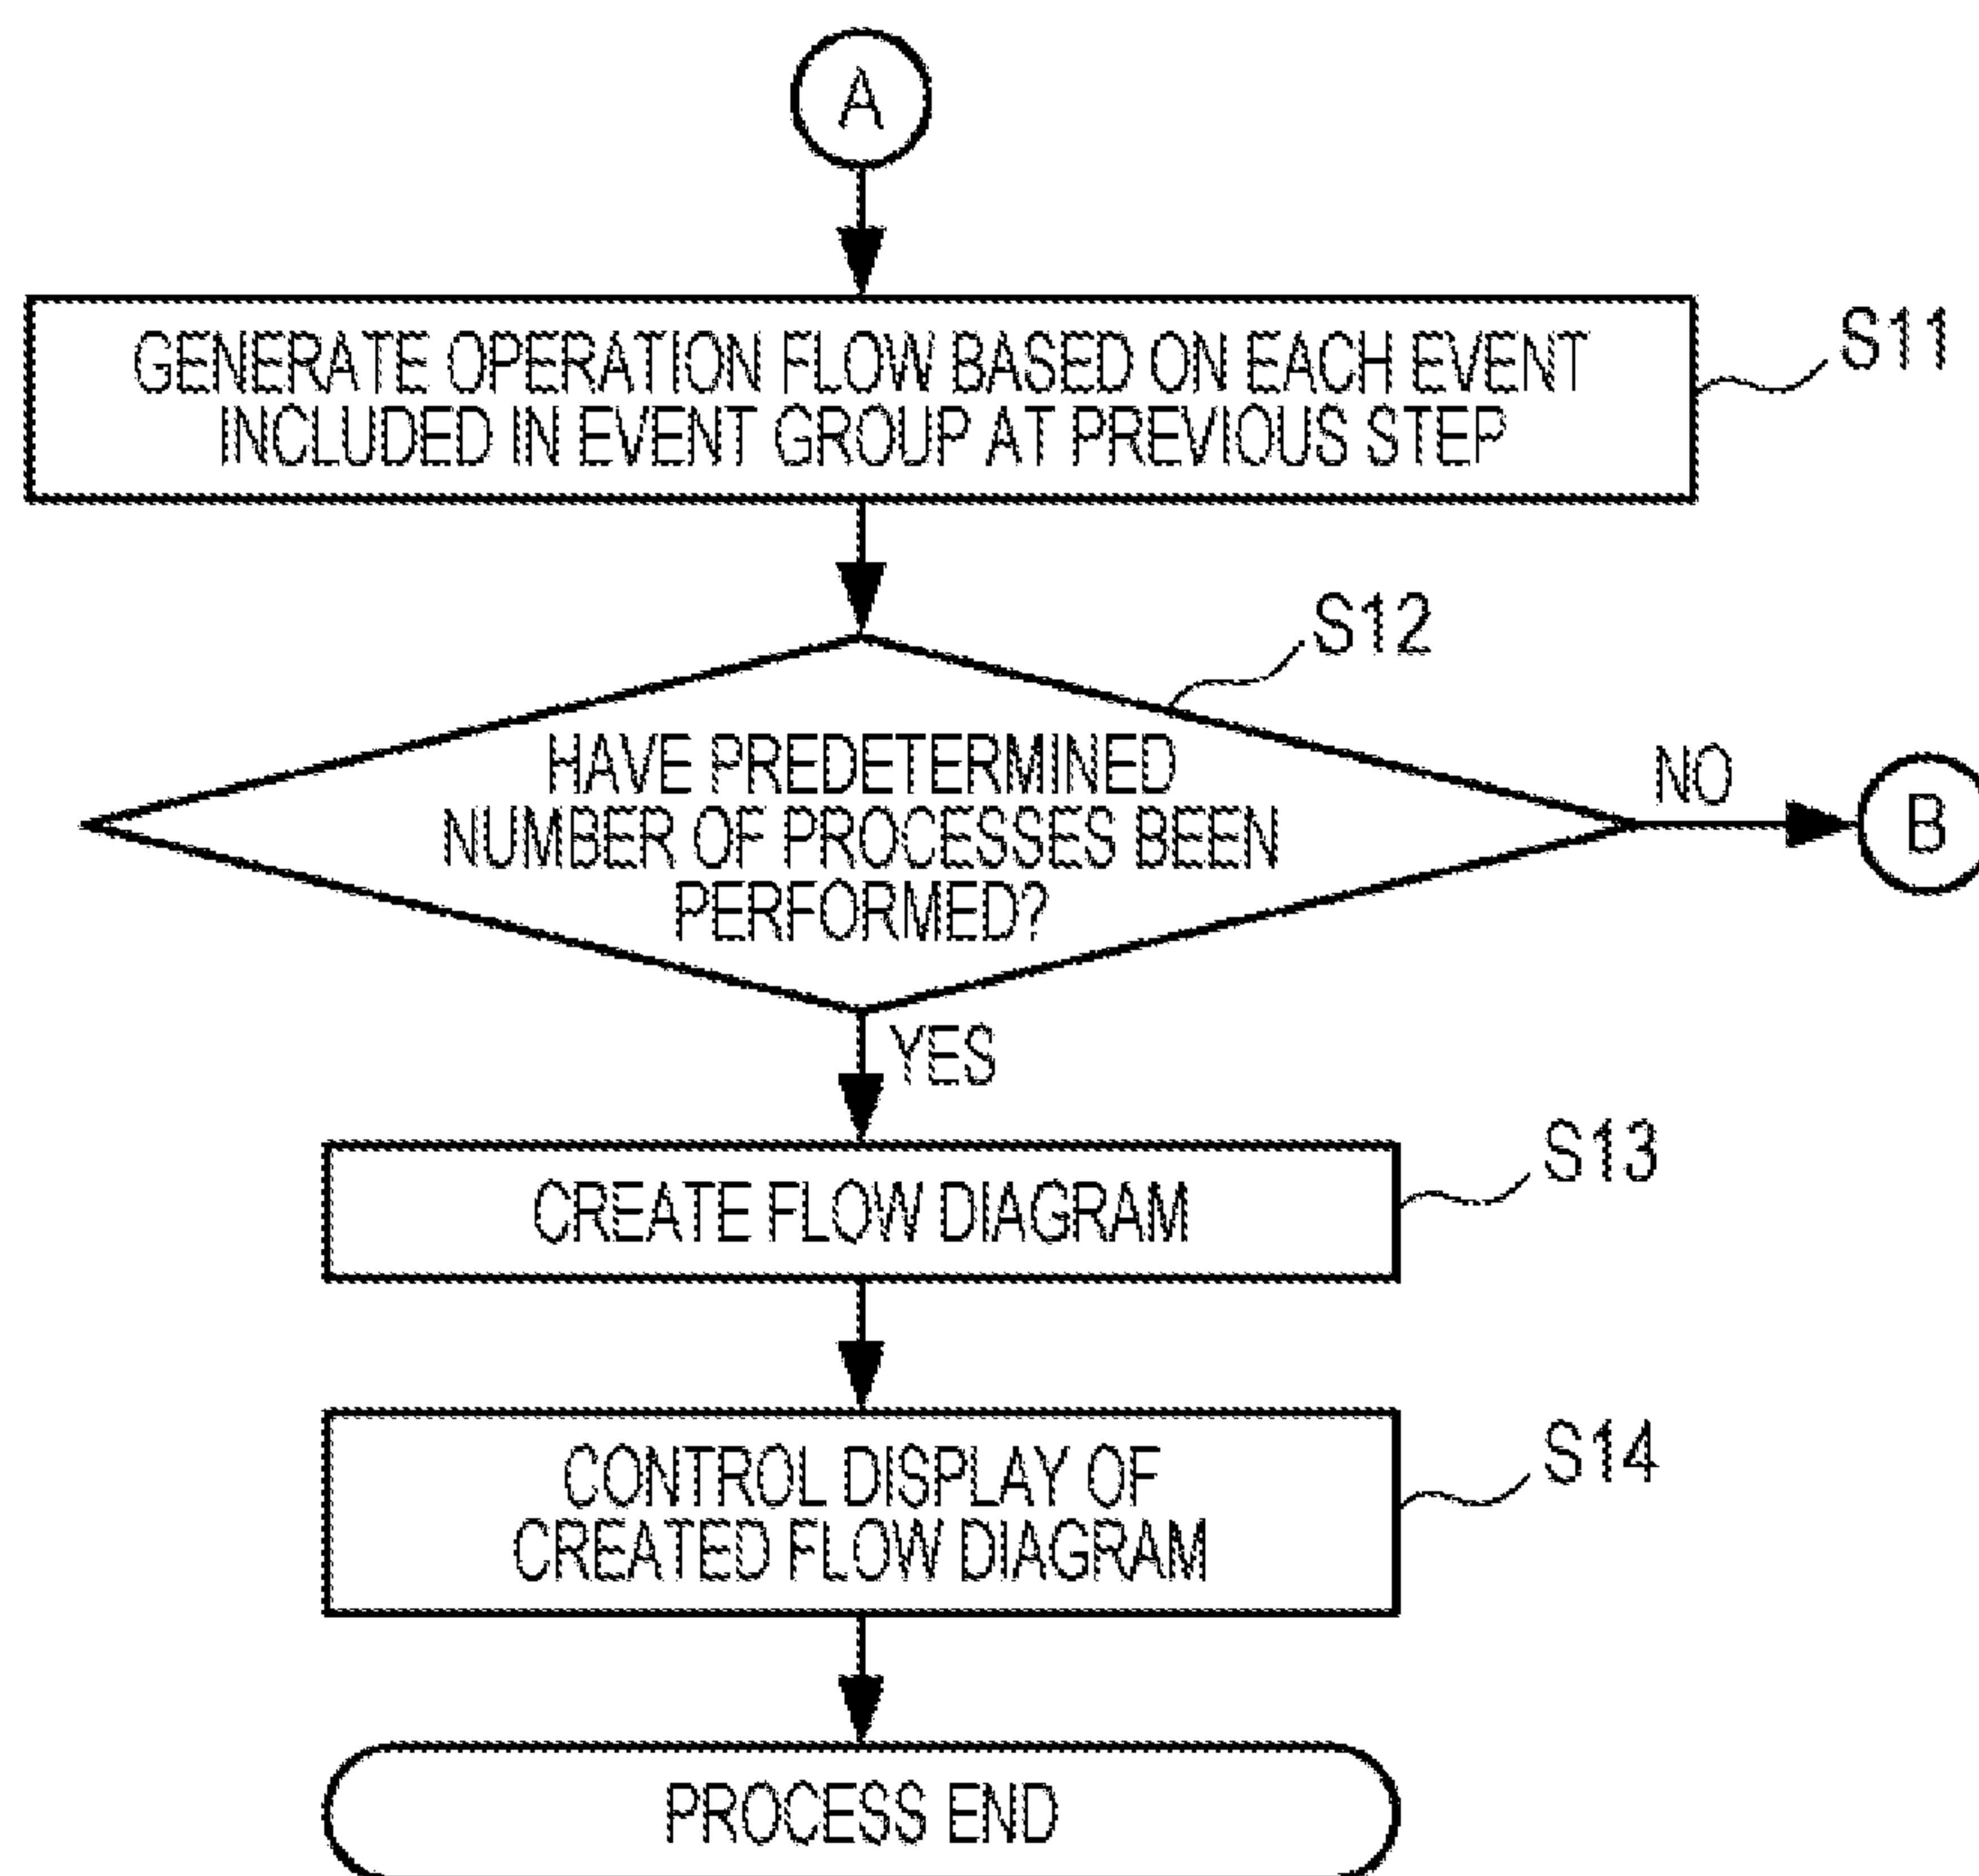 A
GENERATE OPERATION FLOW BASED ON EACH EVENT
INCLUDED IN EVENT GROUP AT PREVIOUS STEP
S11
S12
HAVE PREDETERMINED
NUMBER OF PROCESSES BEEN
PERFORMED?
NO
B
YES
CREATE FLOW DIAGRAM
S13
CONTROL DISPLAY OF
CREATED FLOW DIAGRAM
S14
PROCESS END